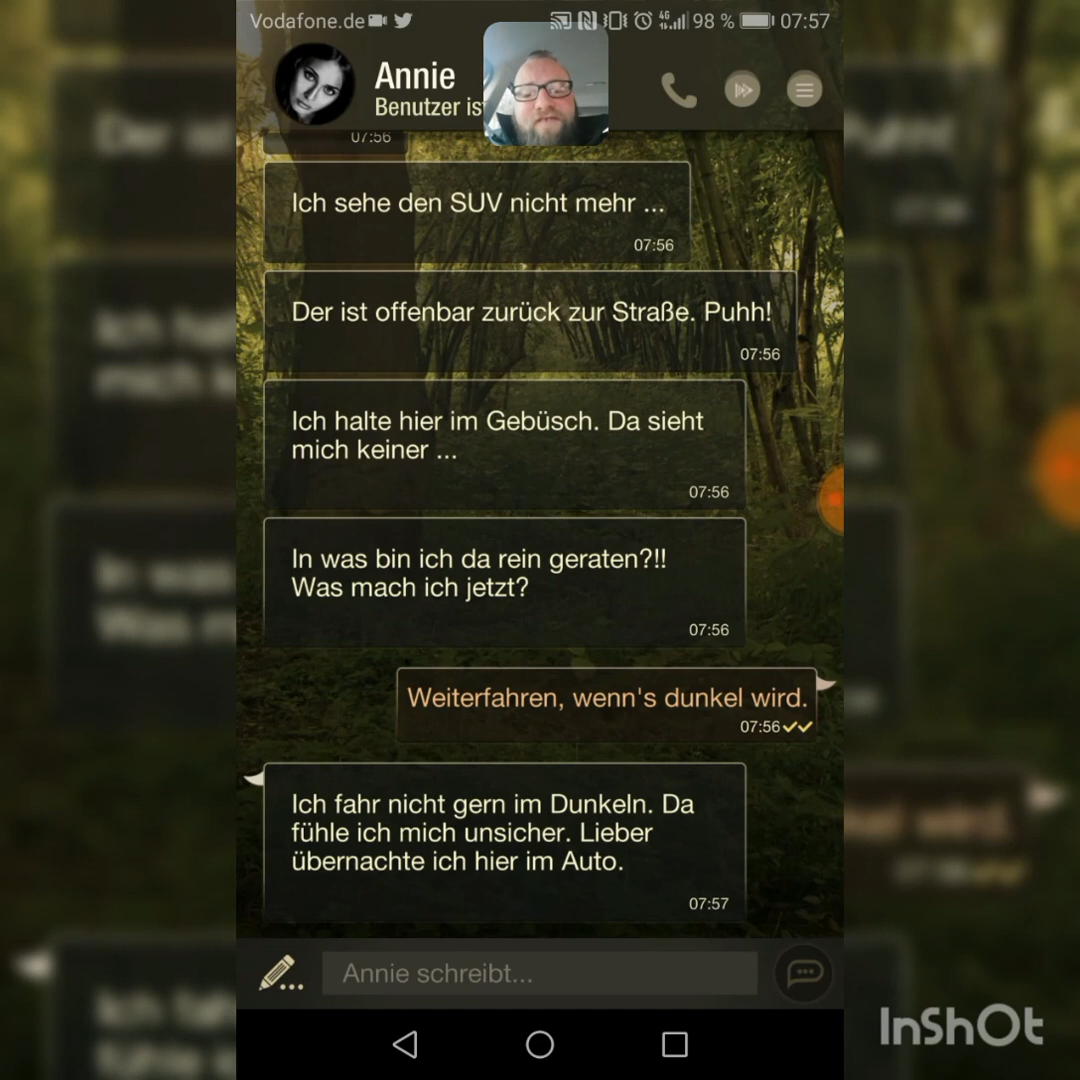 Vodafone.de 4G 98 % 07:57
Annie
Benutzer is
07:56
Ich sehe den SUV nicht mehr ...
07:56
Der ist offenbar zurück zur Straße. Puhh!
07:56
Ich halte hier im Gebüsch. Da sieht
mich keiner ...
07:56
In was bin ich da rein geraten?!!
Was mach ich jetzt?
07:56
Weiterfahren, wenn's dunkel wird.
07:56
Ich fahr nicht gern im Dunkeln. Da
fühle ich mich unsicher. Lieber
übernachte ich hier im Auto.
07:57
Annie schreibt...
InShOt